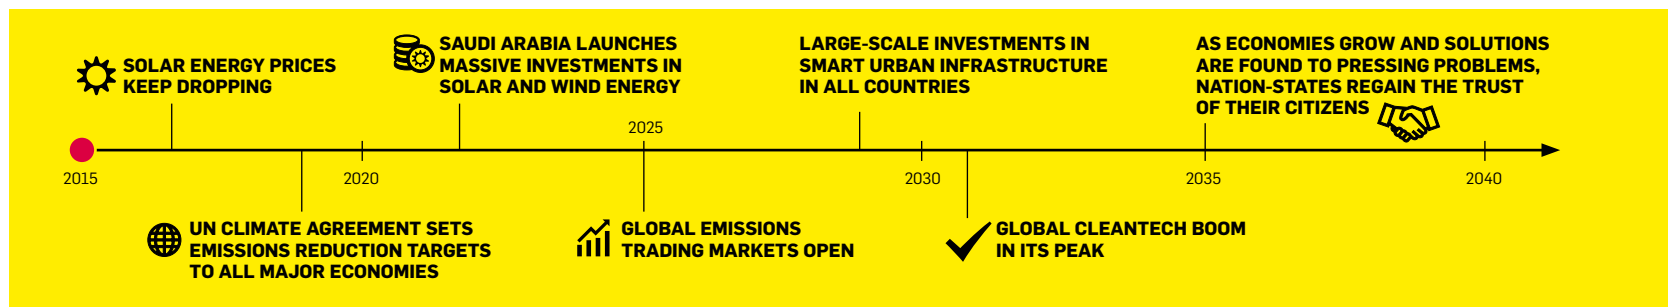 SOLAR ENERGY PRICES
KEEP DROPPING
SAUDI ARABIA LAUNCHES
MASSIVE INVESTMENTS IN
SOLAR AND WIND ENERGY
LARGE-SCALE INVESTMENTS IN
SMART URBAN INFRASTRUCTURE
IN ALL COUNTRIES
AS ECONOMIES GROW AND SOLUTIONS
ARE FOUND TO PRESSING PROBLEMS,
NATION-STATES REGAIN THE TRUST
OF THEIR CITIZENS
2025
2015
2020
2030
2035
2040
UN CLIMATE AGREEMENT SETS
EMISSIONS REDUCTION TARGETS
TO ALL MAJOR ECONOMIES
GLOBAL EMISSIONS
TRADING MARKETS OPEN
GLOBAL CLEANTECH BOOM
IN ITS PEAK